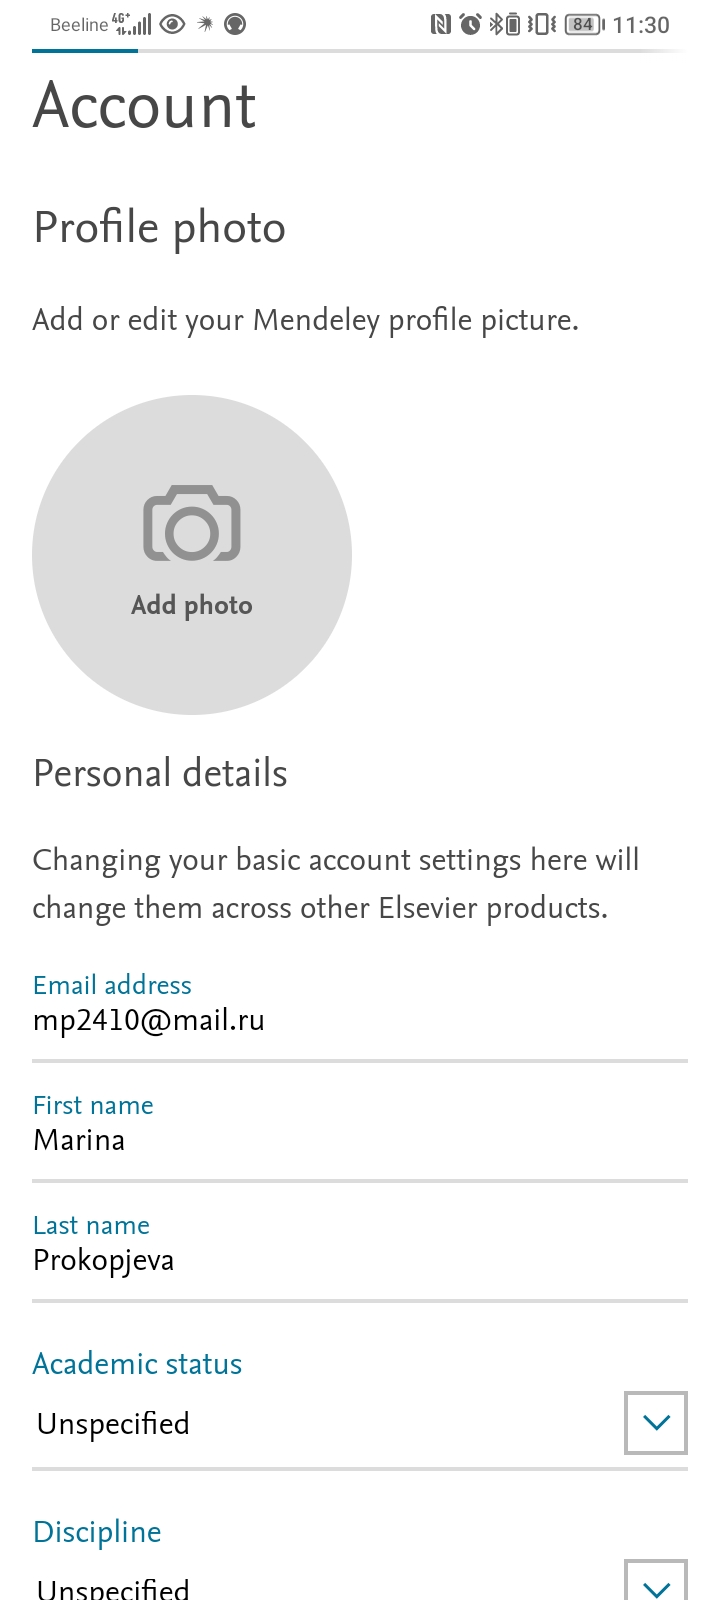 Beeline 4G+ 84 11:30
Account
Profile photo
Add or edit your Mendeley profile picture.
Add photo
Personal details
Changing your basic account settings here will
change them across other Elsevier products.
Email address
mp2410@mail.ru
First name
Marina
Last name
Prokopjeva
Academic status
Unspecified
Discipline
Unspecified